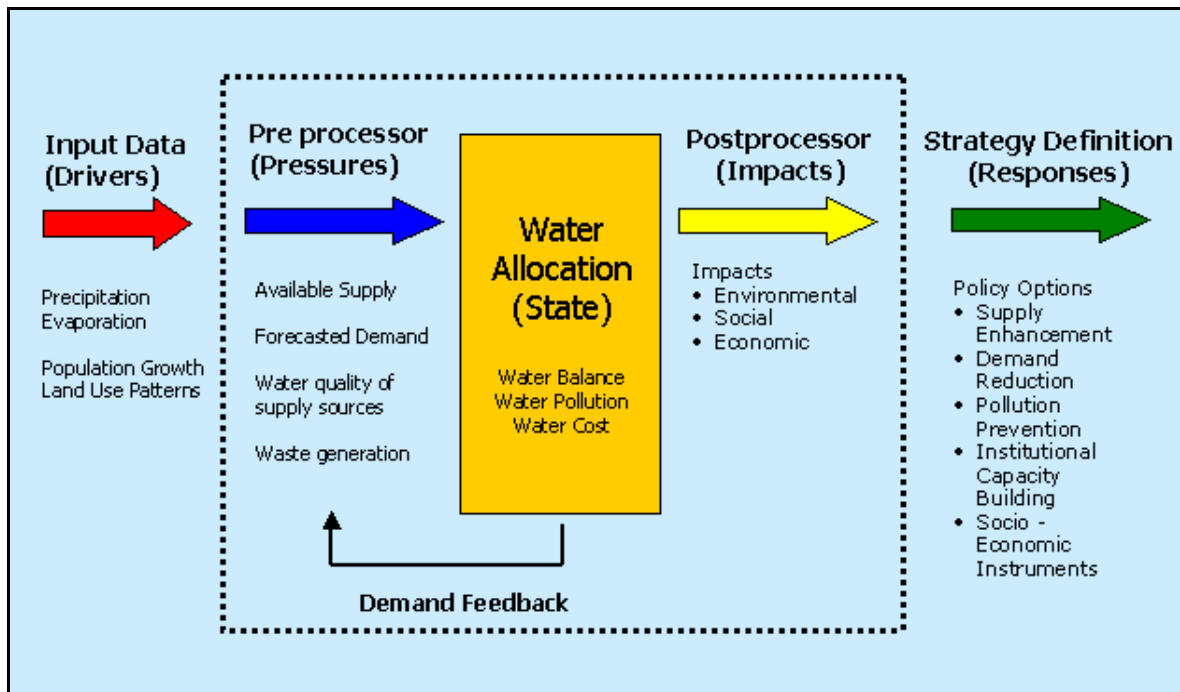 Input Data
(Drivers)
Precipitation
Evaporation
Population Growth
Land Use Patterns
Pre processor
(Pressures)
Available Supply
Forecasted Demand
Water quality of
supply sources
Waste generation
Water
Allocation
(State)
Water Balance
Water Pollution
Water Cost
Demand Feedback
Postprocessor
(Impacts)
Impacts
• Environmental
• Social
• Economic
Strategy Definition
(Responses)
Policy Options
• Supply
Enhancement
• Demand
Reduction
• Pollution
Prevention
• Institutional
Capacity
Building
• Socio -
Economic
Instruments